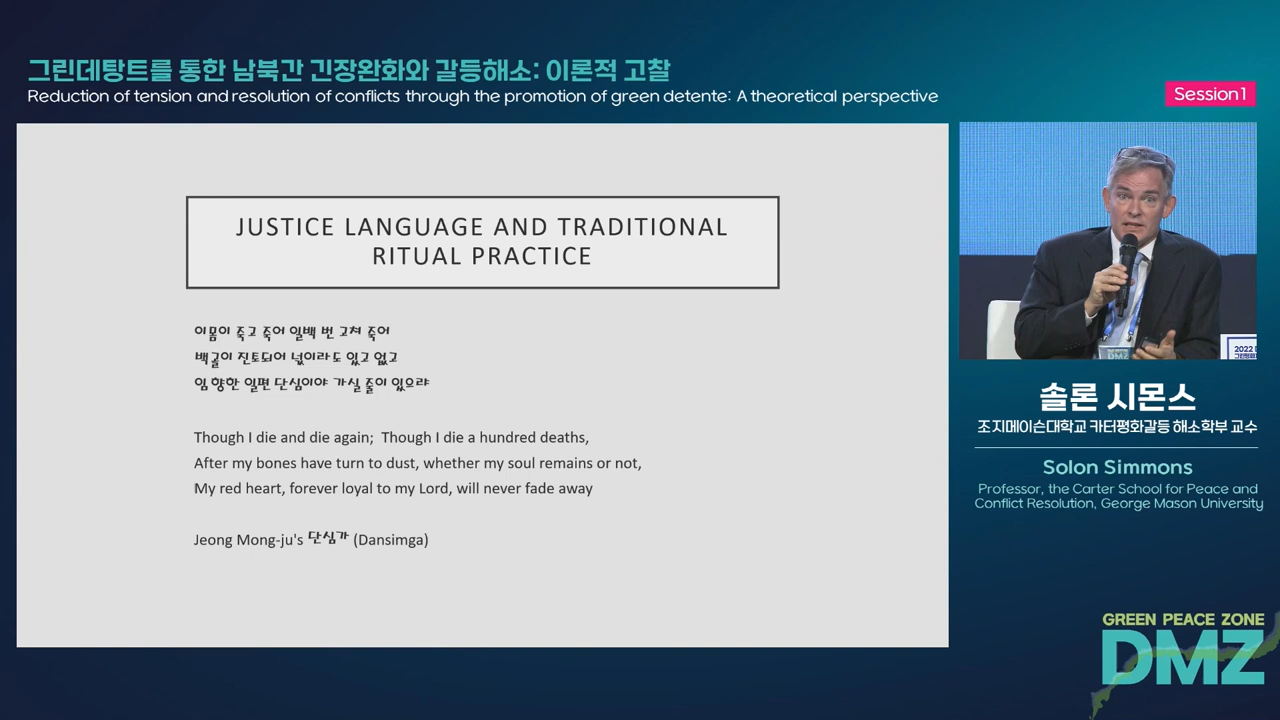 그린데탕트를 통한 남북간 긴장완화와 갈등해소: 이론적 고찰
Reduction of tension and resolution of conflicts through the promotion of green detente: A theoretical perspective
Session1
JUSTICE LANGUAGE AND TRADITIONAL
RITUAL PRACTICE
이몸이 죽고 죽어 일백 번 고쳐 죽어
백골이 진토되어 넋이라도 있고 없고
임 향한 일편 단심이야 가실 줄이 있으랴
Though I die and die again; Though I die a hundred deaths,
After my bones have turn to dust, whether my soul remains or not,
My red heart, forever loyal to my Lord, will never fade away
Jeong Mong-ju's 단심가 (Dansimga)
DMZ
2022
솔론 시몬스
조지메이슨대학교 카터평화갈등 해소학부 교수
Solon Simmons
Professor, the Carter School for Peace and
Conflict Resolution, George Mason University
GREEN PEACE ZONE
DMZ